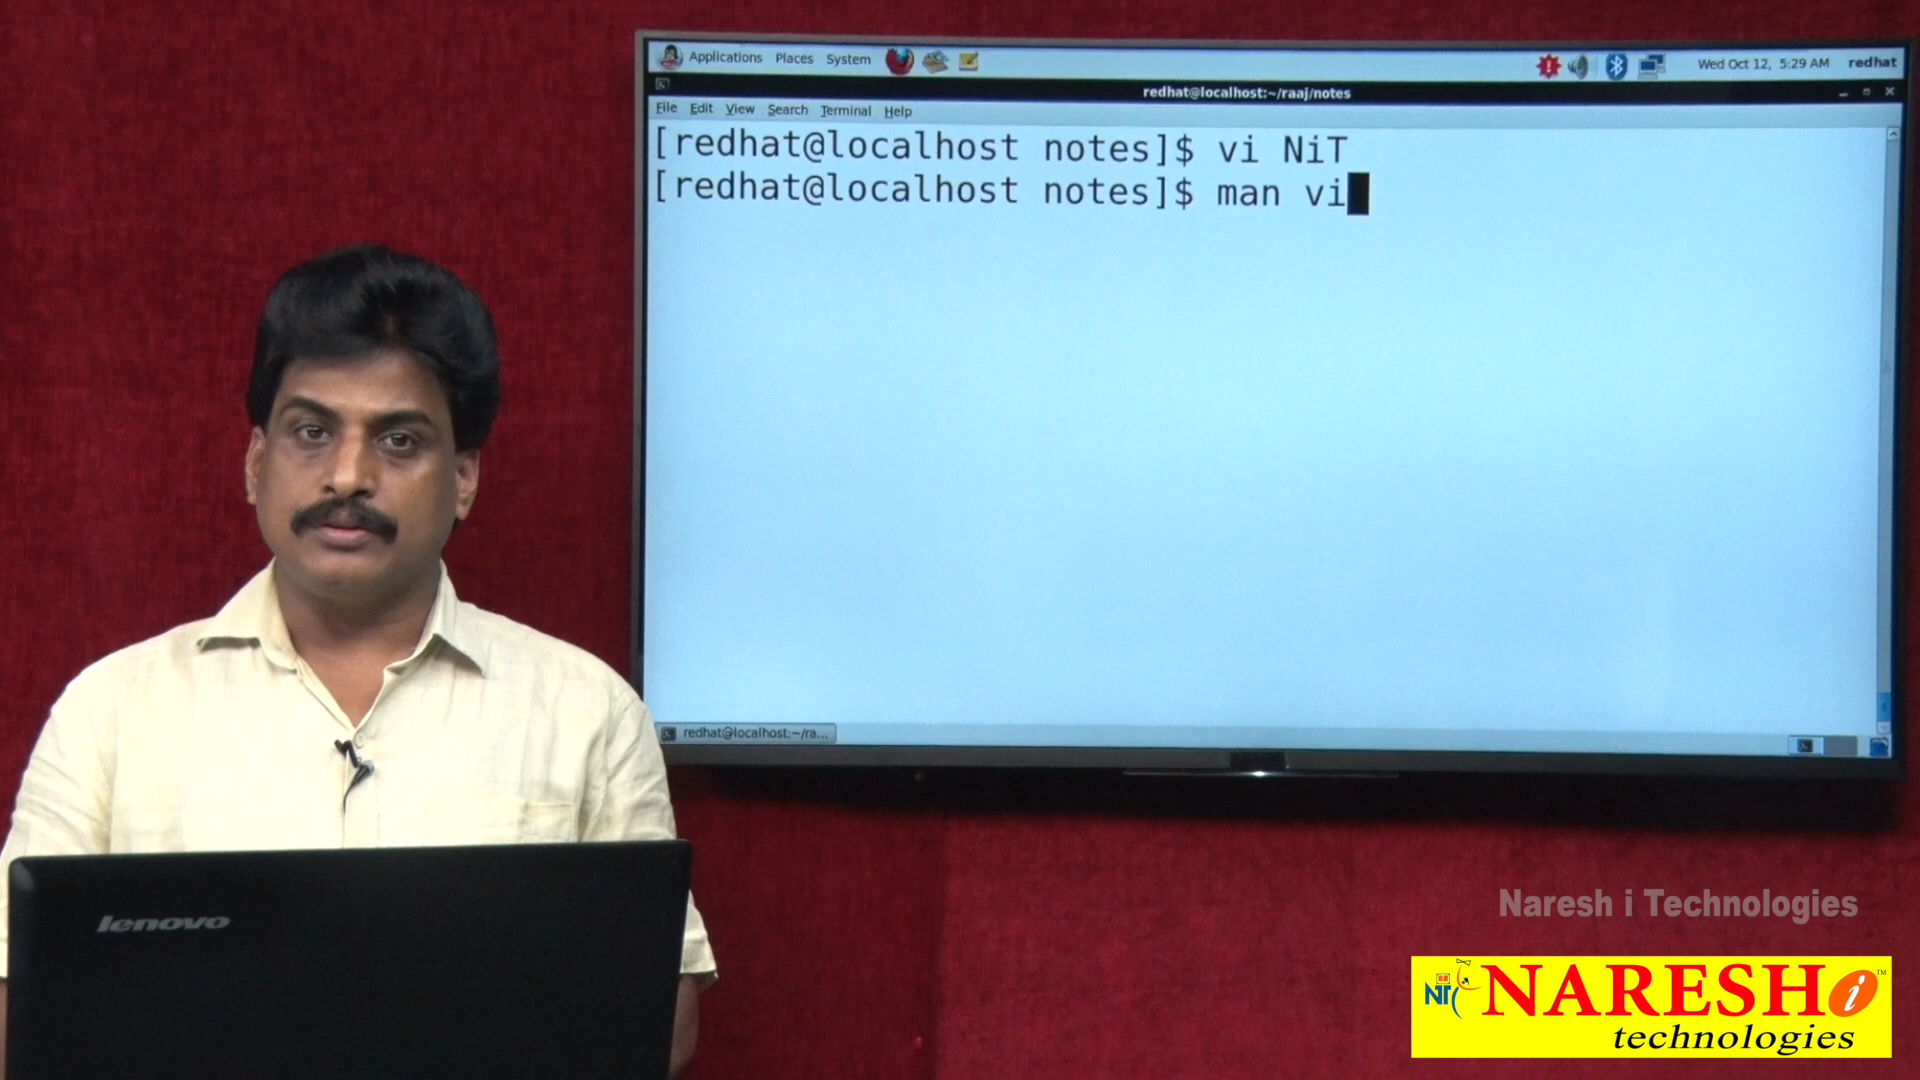 Applications Places System
Wed Oct 12, 5:29 AM redhat
redhat@localhost:~/raaj/notes
File Edit View Search Terminal Help
[redhat@localhost notes]$ vi NiT
[redhat@localhost notes]$ man vi
redhat@localhost:~/ra...
lenovo
Naresh i Technologies
NARESH i ™
technologies